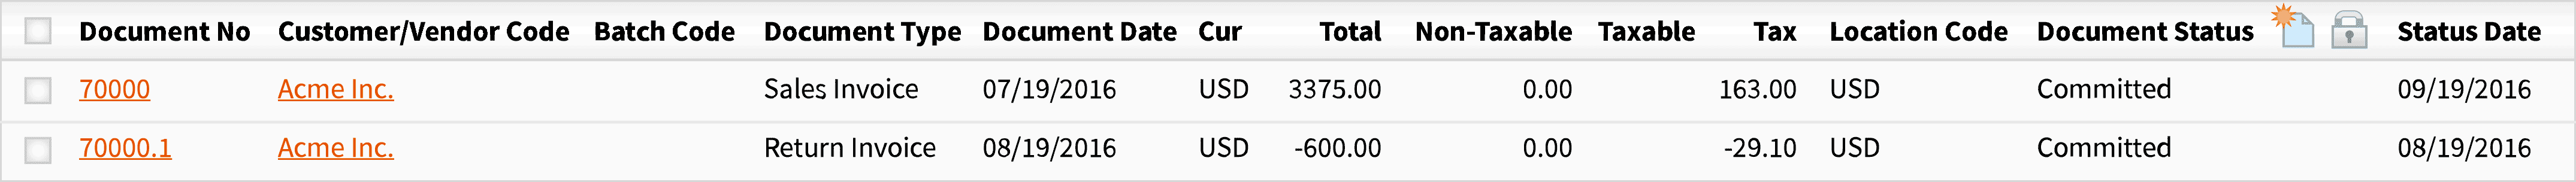 Document No Customer/Vendor Code Batch Code Document Type Document Date Cur Total Non-Taxable Taxable Tax Location Code Document Status Status Date
70000 Acme Inc. Sales Invoice 07/19/2016 USD 3375.00 0.00 163.00 USD Committed 09/19/2016
70000.1 Acme Inc. Return Invoice 08/19/2016 USD -600.00 0.00 -29.10 USD Committed 08/19/2016